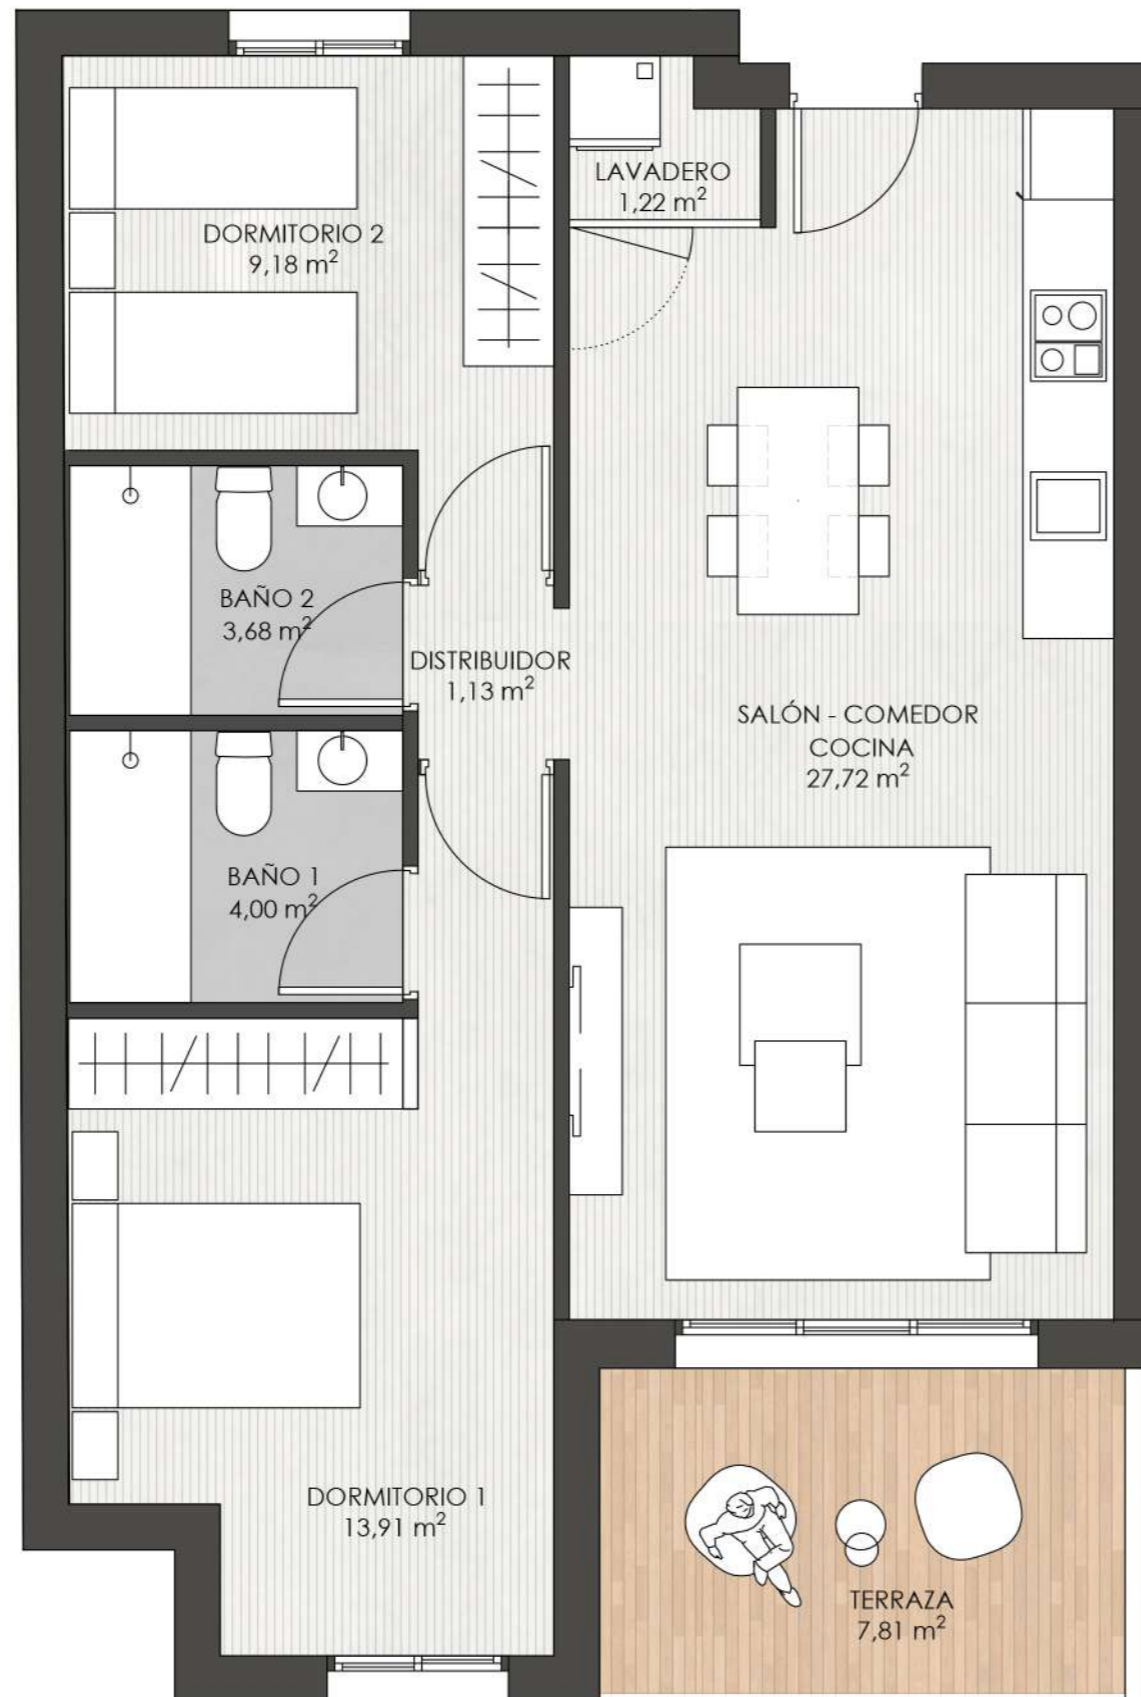 LAVADERO
1,22 m²
DORMITORIO 2
9,18 m²
BAÑO 2
3,68 m²
DISTRIBUIDOR
1,13 m²
SALÓN - COMEDOR
COCINA
27,72 m²
BAÑO 1
4,00 m²
DORMITORIO 1
13,91 m²
TERRAZA
7,81 m²